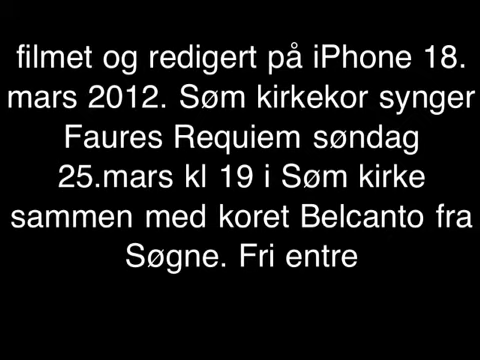 filmet og redigert på iPhone 18.
mars 2012. Søm kirkekor synger
Faures Requiem søndag
25.mars kl 19 i Søm kirke
sammen med koret Belcanto fra
Søgne. Fri entre